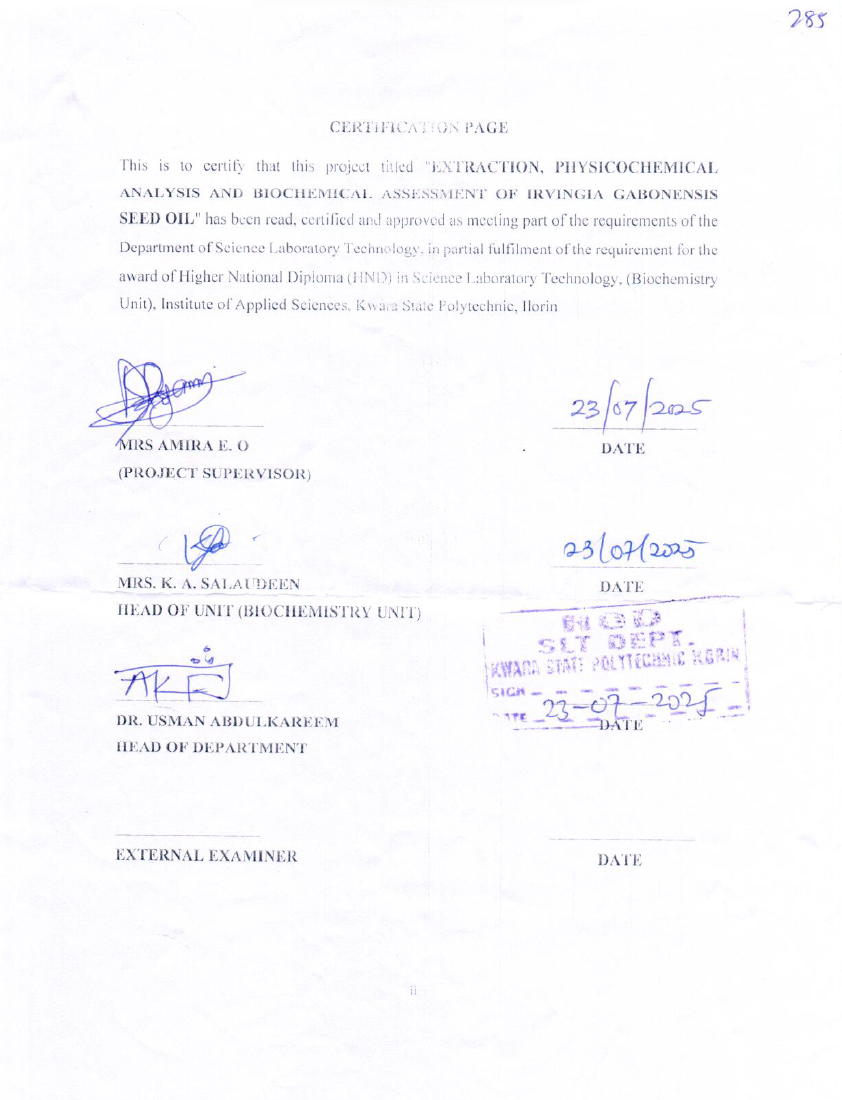 285
CERTIFICATION PAGE
This is to certify that this project titled "EXTRACTION, PHYSICOCHEMICAL
ANALYSIS AND BIOCHEMICAL ASSESSMENT OF IRVINGIA GABONENSIS
SEED OIL" has been read, certified and approved as meeting part of the requirements of the
Department of Science Laboratory Technology, in partial fulfilment of the requirement for the
award of Higher National Diploma (HND) in Science Laboratory Technology, (Biochemistry
Unit), Institute of Applied Sciences, Kwara State Polytechnic, Ilorin
23/07/2025
MRS AMIRA E. O
DATE
(PROJECT SUPERVISOR)
23/07/2025
MRS. K. A. SALAUDEEN
DATE
HEAD OF UNIT (BIOCHEMISTRY UNIT)
HOD
SLT DEPT.
KWARA STATE POLYTECHNIC ILORIN
SIGN
DATE 23-07-2025
DR. USMAN ABDULKAREEM
DATE
HEAD OF DEPARTMENT
EXTERNAL EXAMINER
DATE
ii